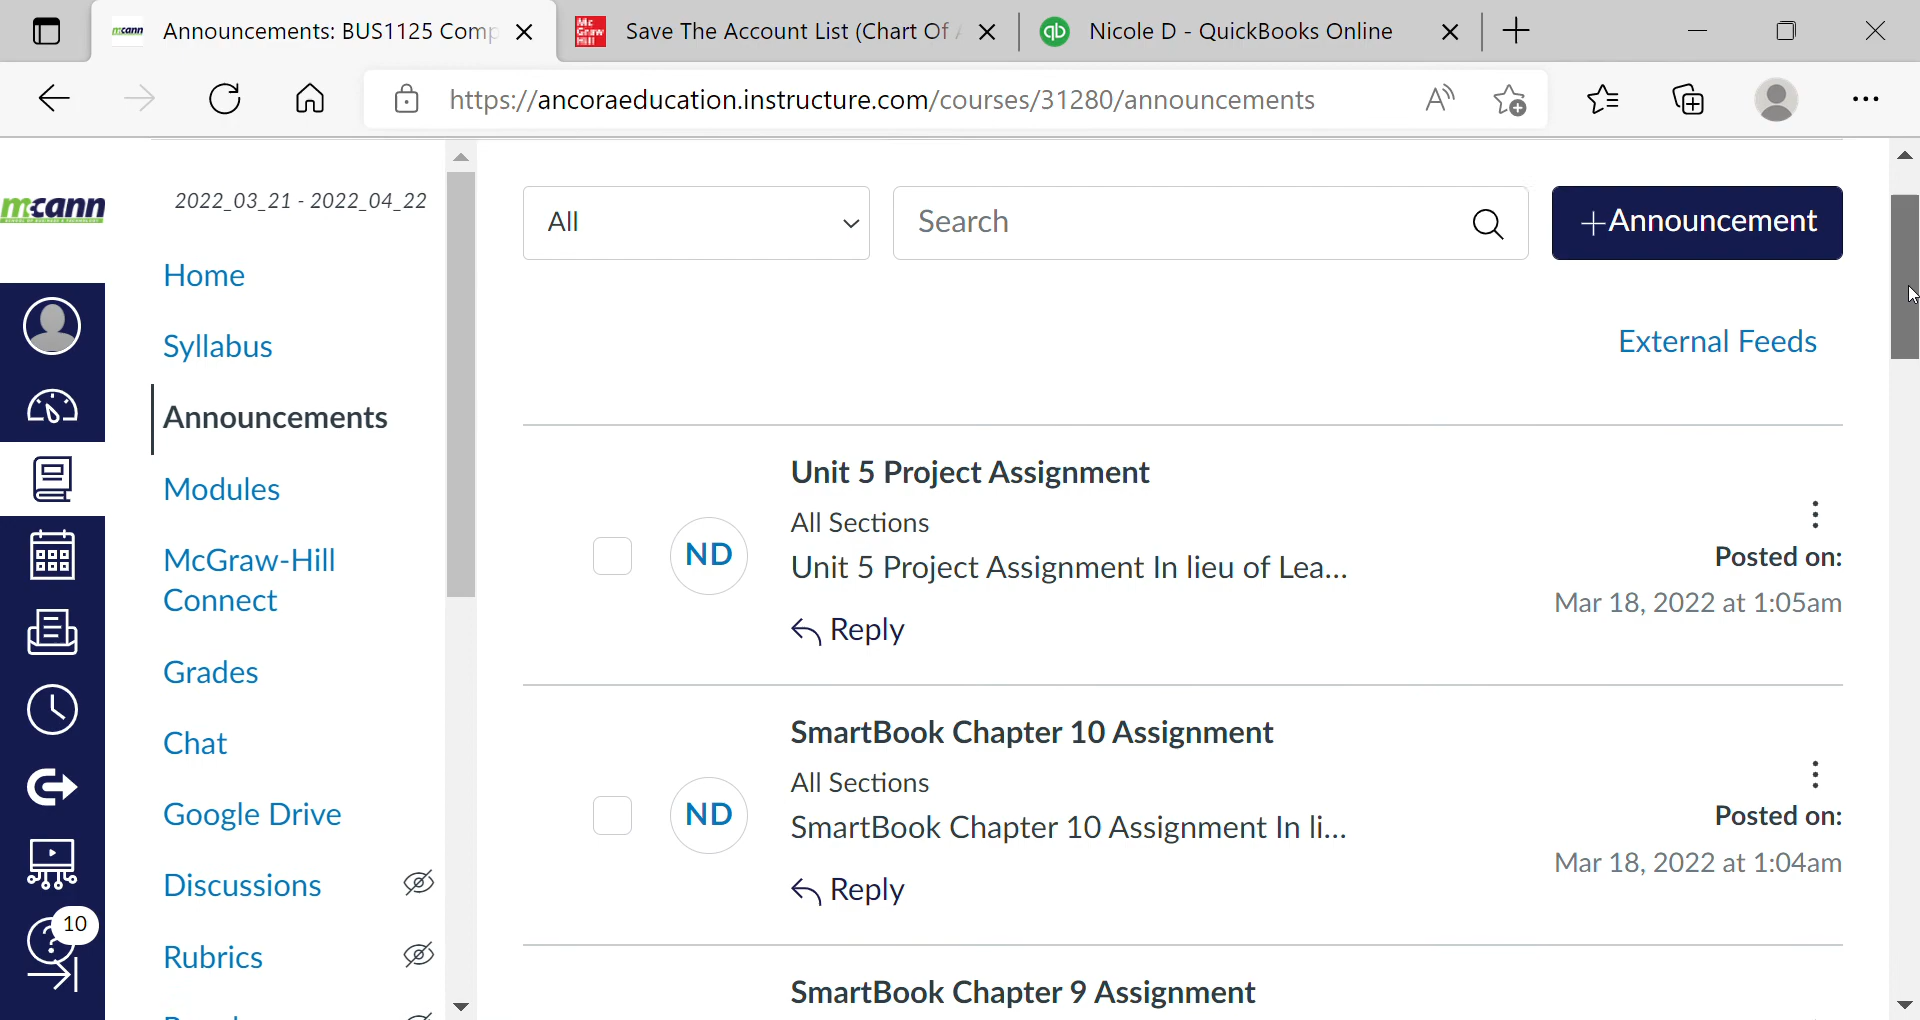 Announcements: BUS1125 Comp
Save The Account List (Chart Of A
Nicole D - QuickBooks Online
https://ancoraeducation.instructure.com/courses/31280/announcements
mccann
2022_03_21 - 2022_04_22
All
Search
+Announcement
Home
External Feeds
Syllabus
Announcements
Unit 5 Project Assignment
Modules
All Sections
ND
Posted on:
McGraw-Hill
Connect
Unit 5 Project Assignment In lieu of Lea...
Mar 18, 2022 at 1:05am
Reply
Grades
SmartBook Chapter 10 Assignment
Chat
All Sections
ND
Posted on:
Google Drive
SmartBook Chapter 10 Assignment In li...
Mar 18, 2022 at 1:04am
Discussions
Reply
10
Rubrics
SmartBook Chapter 9 Assignment